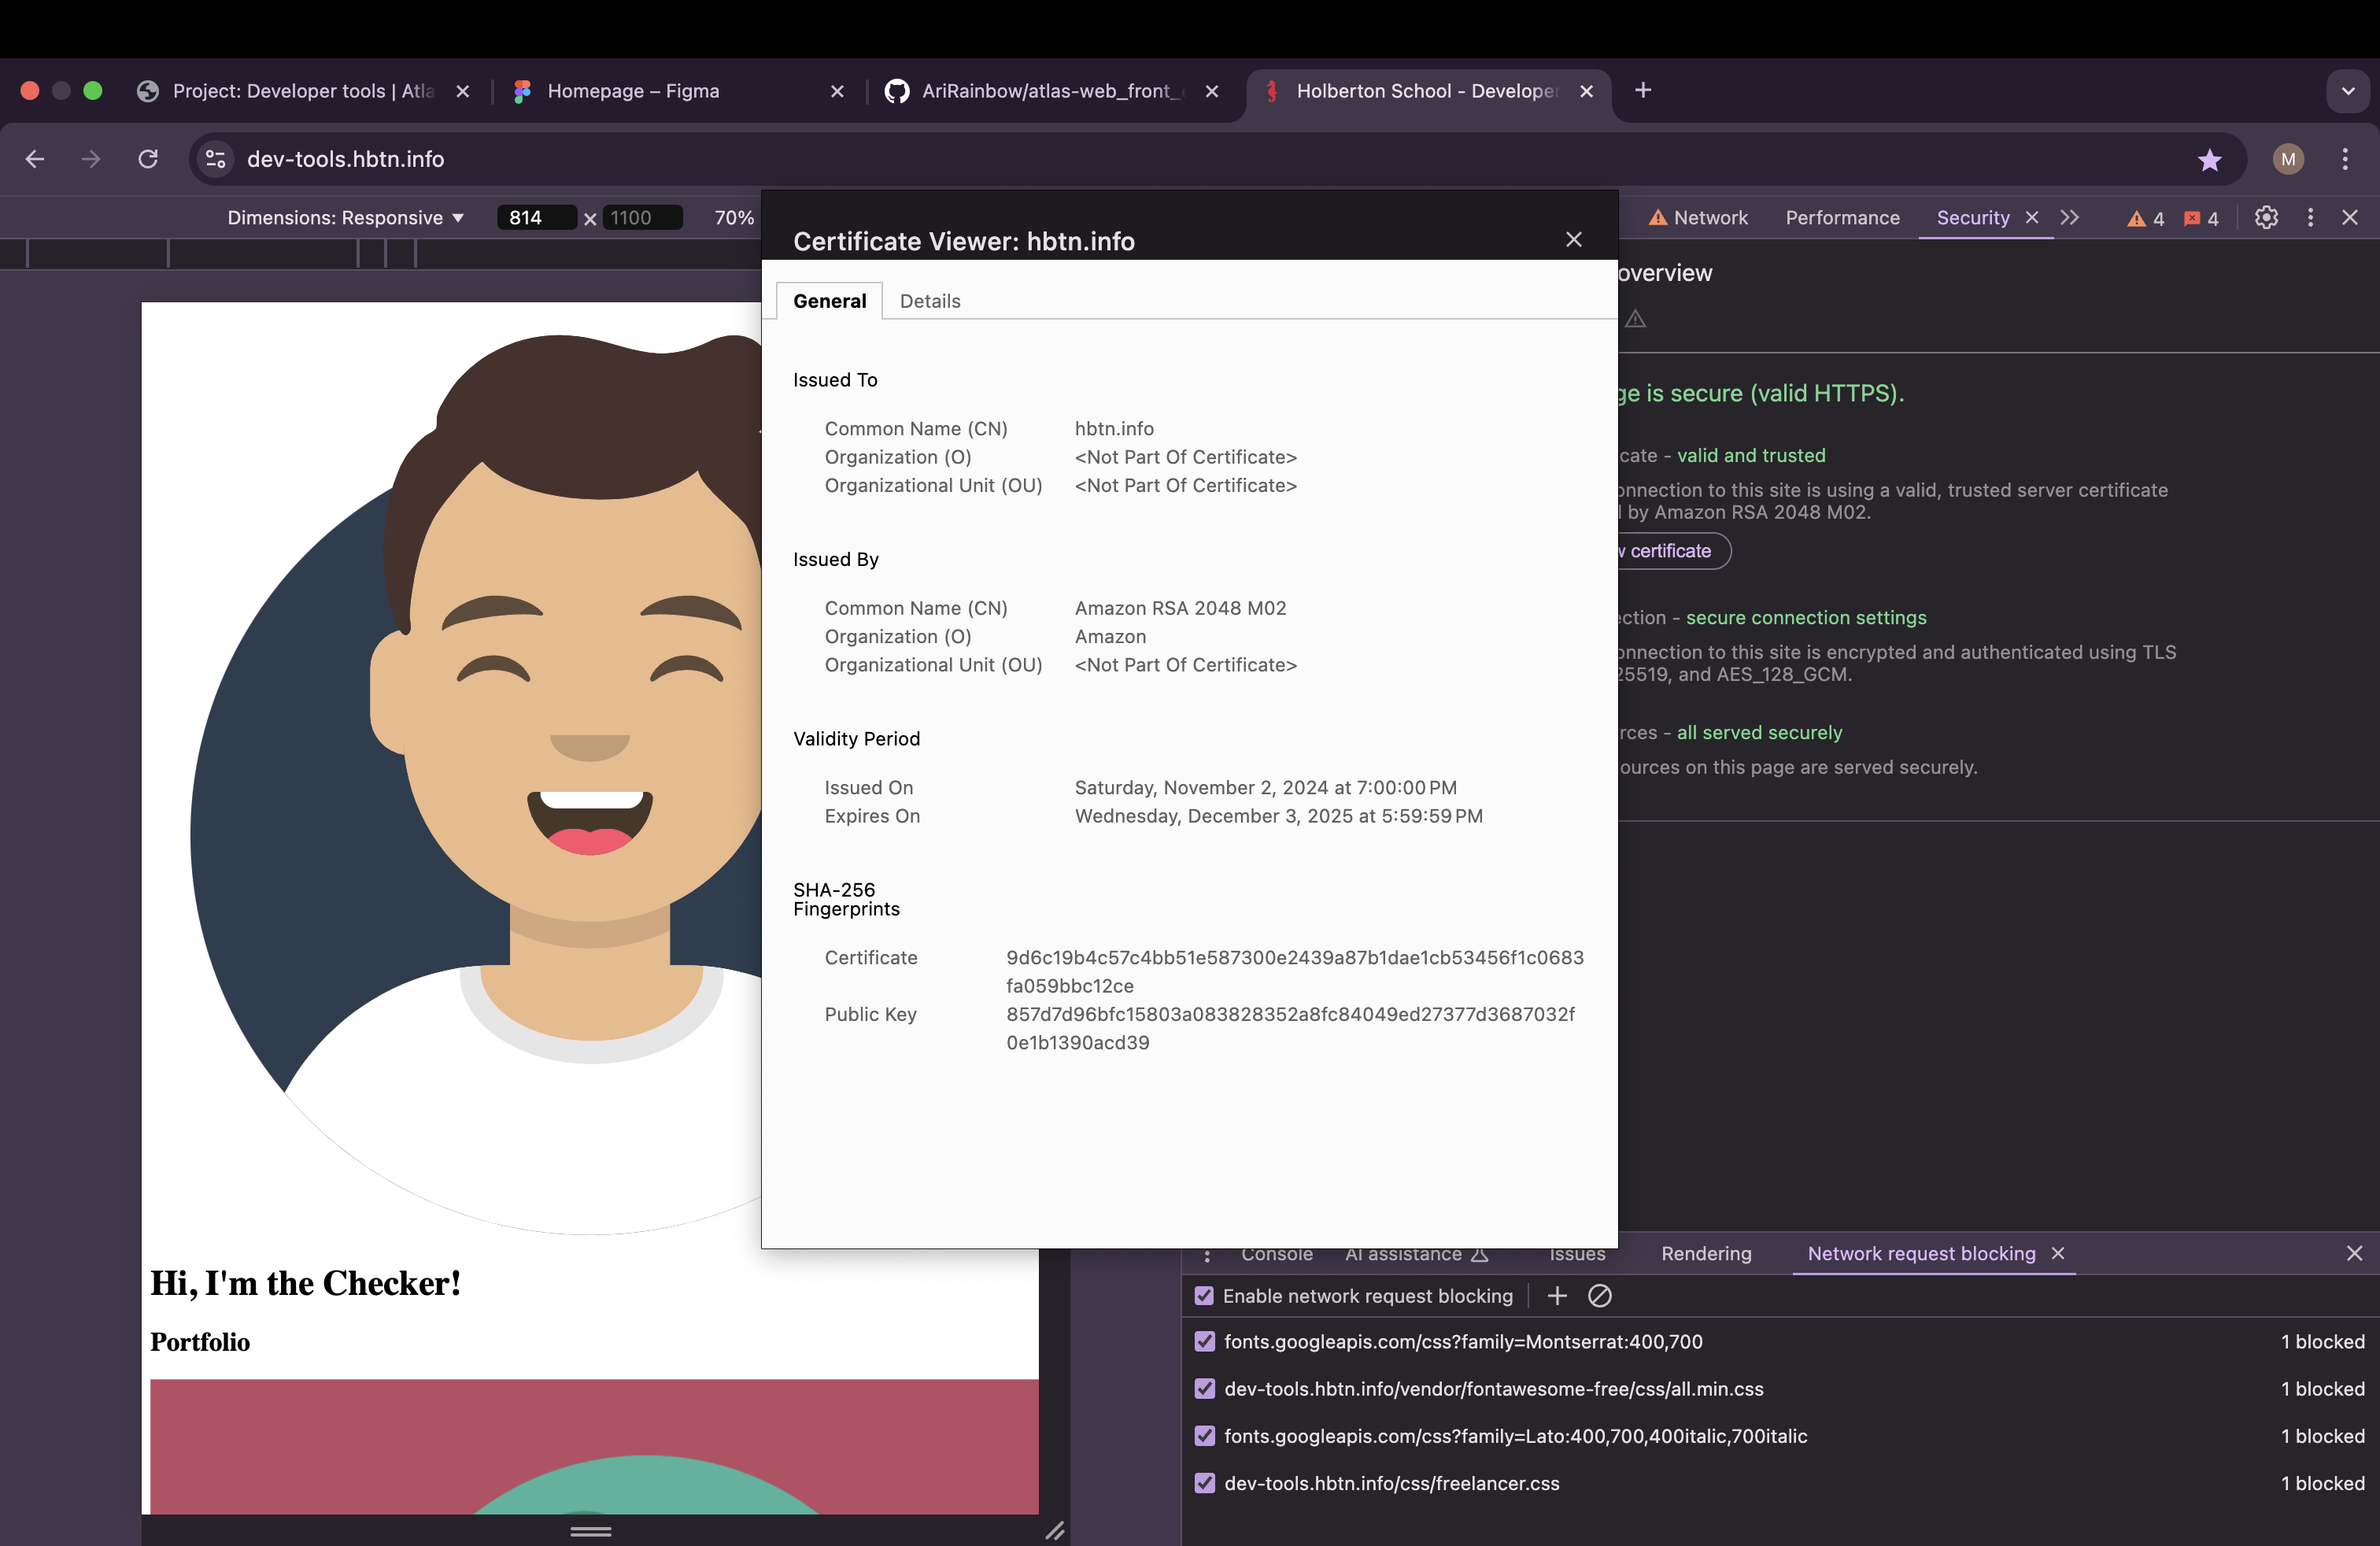 Project: Developer tools | Atla
Homepage – Figma
AriRainbow/atlas-web_front_
Holberton School - Developer
dev-tools.hbtn.info
M
Dimensions: Responsive
814
1100
70%
Network
Performance
Security
4
4
Certificate Viewer: hbtn.info
General
Details
Issued To
Common Name (CN) hbtn.info
Organization (O) <Not Part Of Certificate>
Organizational Unit (OU) <Not Part Of Certificate>
Issued By
Common Name (CN) Amazon RSA 2048 M02
Organization (O) Amazon
Organizational Unit (OU) <Not Part Of Certificate>
Validity Period
Issued On Saturday, November 2, 2024 at 7:00:00 PM
Expires On Wednesday, December 3, 2025 at 5:59:59 PM
SHA-256
Fingerprints
Certificate 9d6c19b4c57c4bb51e587300e2439a87b1dae1cb53456f1c0683
fa059bbc12ce
Public Key 857d7d96bfc15803a083828352a8fc84049ed27377d3687032f
0e1b1390acd39
overview
ge is secure (valid HTTPS).
cate - valid and trusted
onnection to this site is using a valid, trusted server certificate
by Amazon RSA 2048 M02.
w certificate
ction - secure connection settings
onnection to this site is encrypted and authenticated using TLS
25519, and AES_128_GCM.
rces - all served securely
ources on this page are served securely.
Hi, I'm the Checker!
Portfolio
Console
AI assistance
Issues
Rendering
Network request blocking
Enable network request blocking
fonts.googleapis.com/css?family=Montserrat:400,700 1 blocked
dev-tools.hbtn.info/vendor/fontawesome-free/css/all.min.css 1 blocked
fonts.googleapis.com/css?family=Lato:400,700,400italic,700italic 1 blocked
dev-tools.hbtn.info/css/freelancer.css 1 blocked